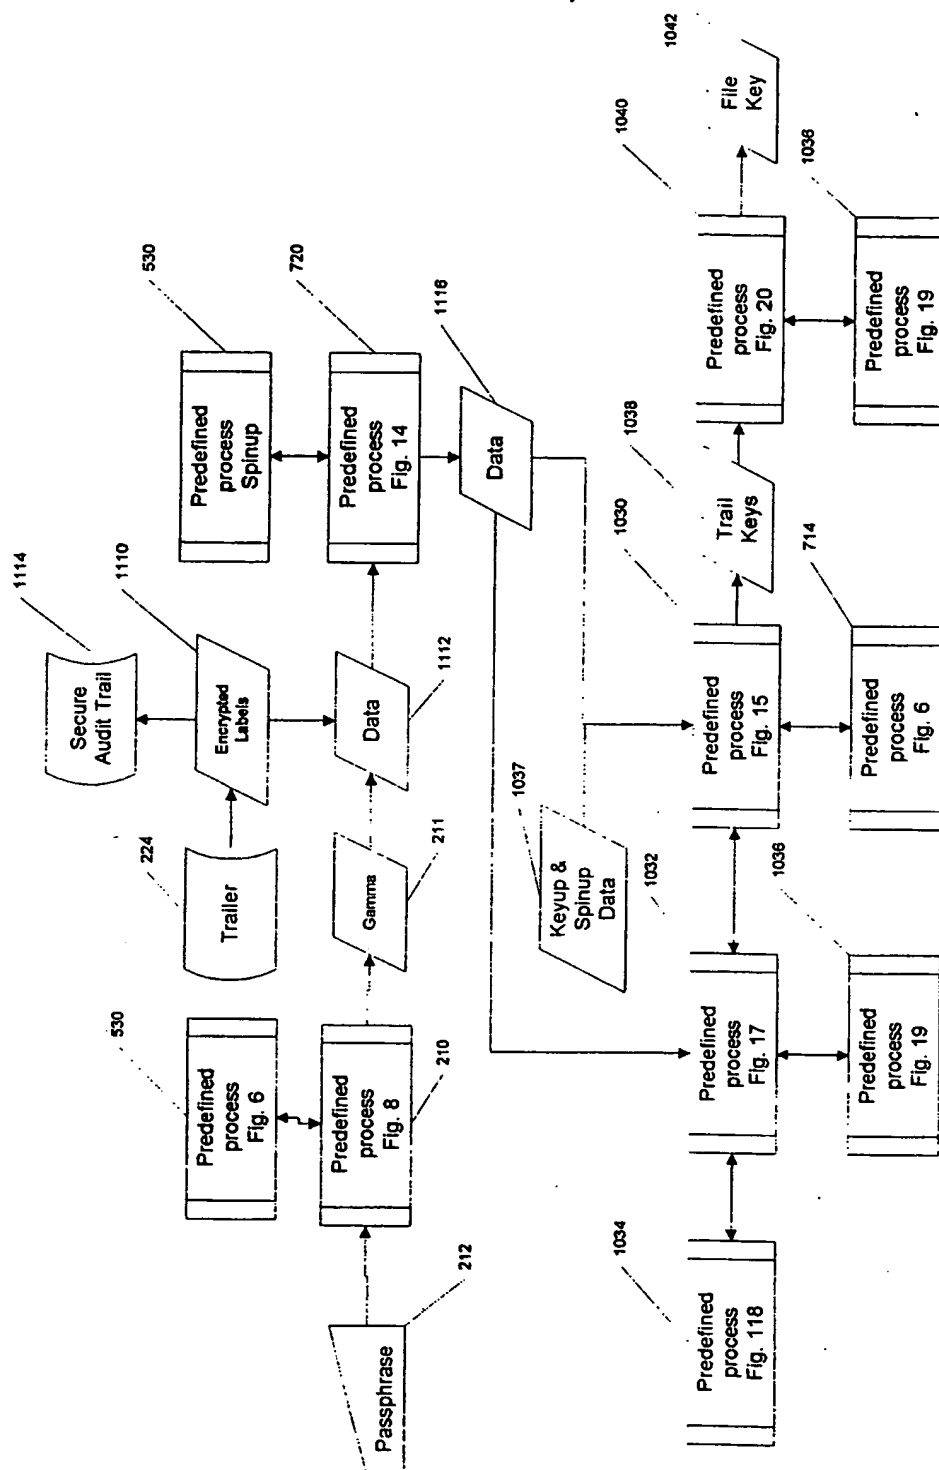 1114
Secure
Audit Trail
530
Predefined
process
Fig. 6
224
Trailer
1110
Encrypted
Labels
530
Predefined
process
Spinup
Passphrase
212
Predefined
process
Fig. 8
210
Gamma
211
Data
1112
720
Predefined
process
Fig. 14
1116
Data
1037
Keyup &
Spinup
Data
1034
Predefined
process
Fig. 118
1032
Predefined
process
Fig. 17
1030
Predefined
process
Fig. 15
1038
Trail
Keys
1040
Predefined
process
Fig. 20
1042
File
Key
1036
Predefined
process
Fig. 19
714
Predefined
process
Fig. 6
1036
Predefined
process
Fig. 19